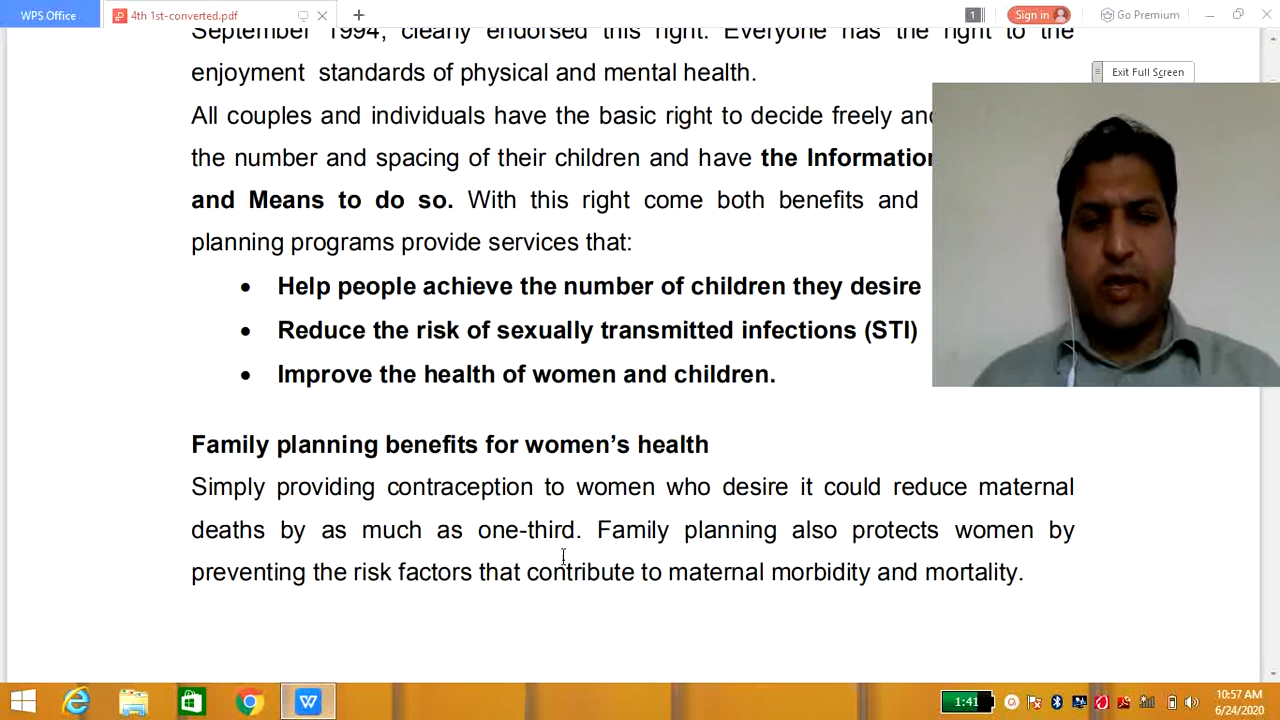 WPS Office
4th 1st-converted.pdf
1
Sign in
Go Premium
September 1994, clearly endorsed this right. Everyone has the right to the
Exit Full Screen
enjoyment standards of physical and mental health.
All couples and individuals have the basic right to decide freely and
the number and spacing of their children and have the Information
and Means to do so. With this right come both benefits and
planning programs provide services that:
• Help people achieve the number of children they desire
• Reduce the risk of sexually transmitted infections (STI)
• Improve the health of women and children.
Family planning benefits for women’s health
Simply providing contraception to women who desire it could reduce maternal
deaths by as much as one-third. Family planning also protects women by
preventing the risk factors that contribute to maternal morbidity and mortality.
1:41
10:57 AM
6/24/2020